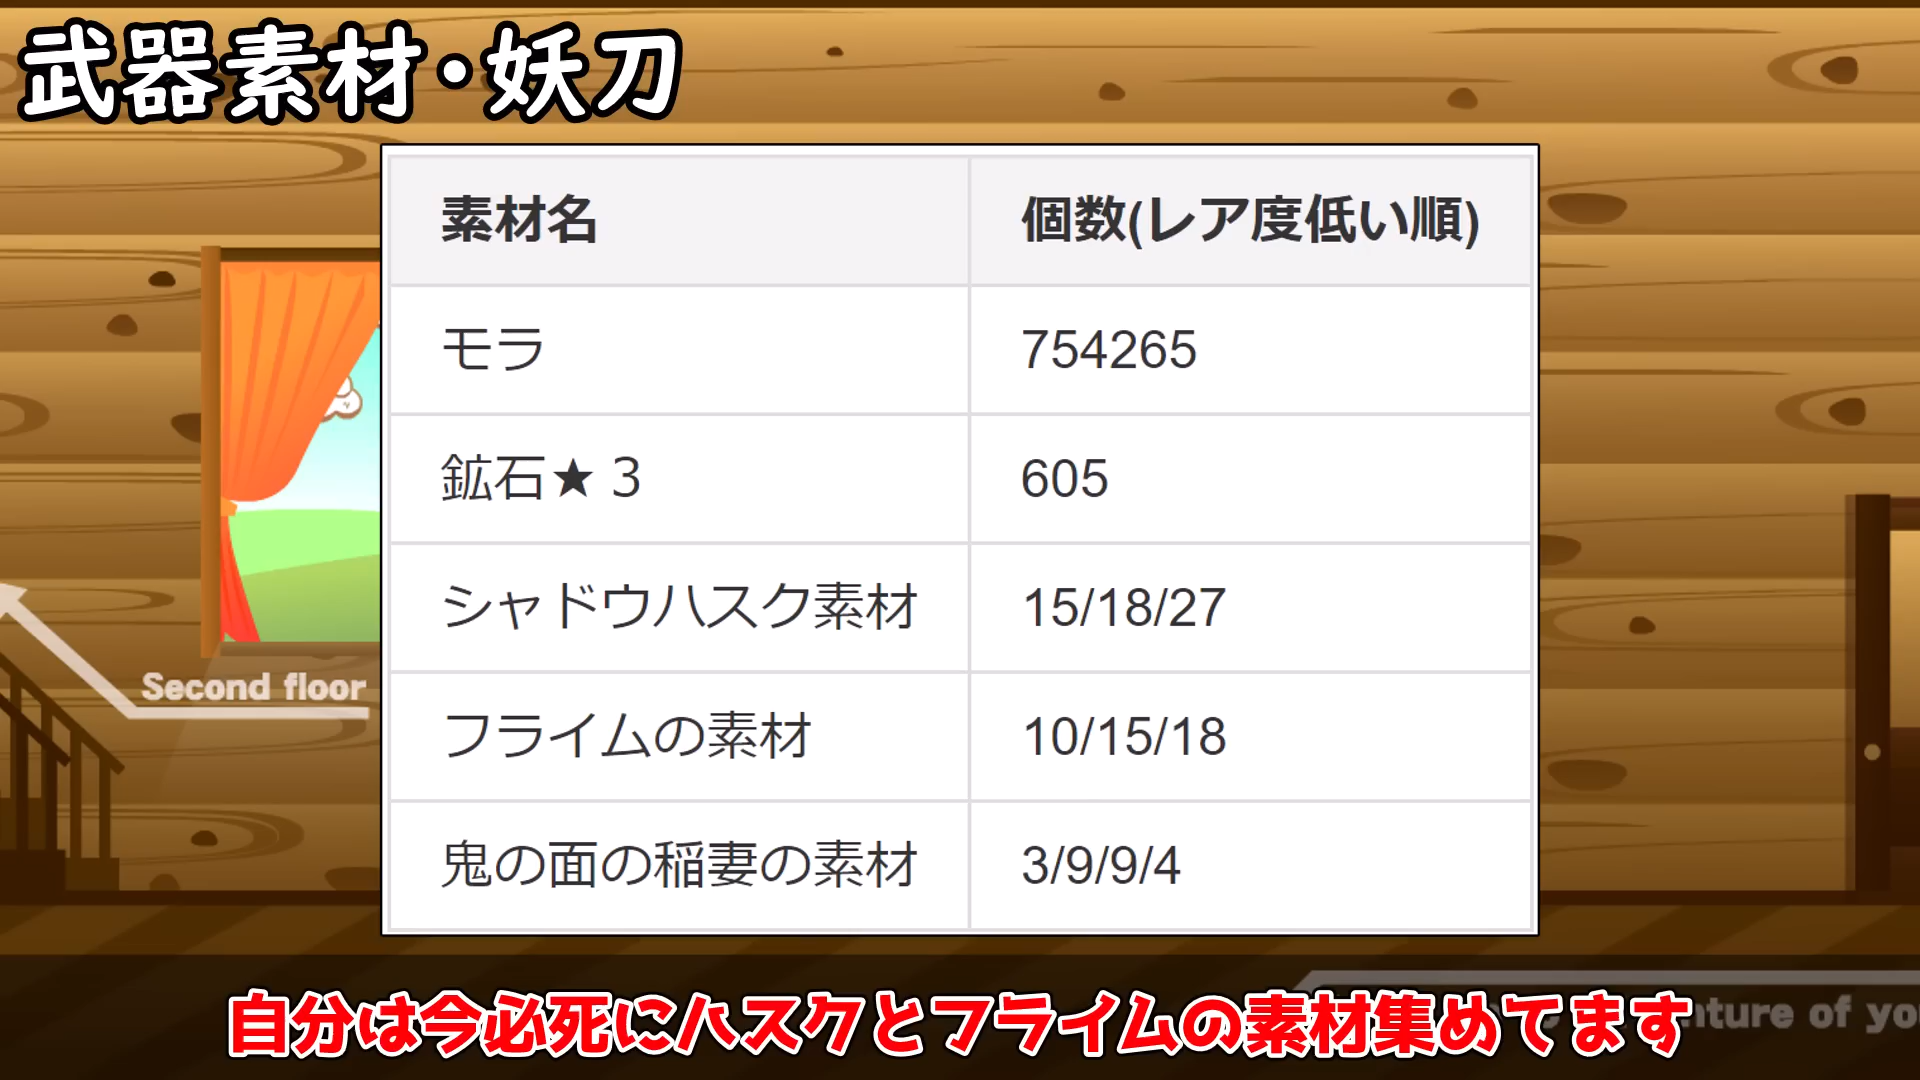 武器素材・妖刀
素材名 個数(レア度低い順)
モラ 754265
鉱石★３ 605
シャドウハスク素材 15/18/27
フライムの素材 10/15/18
鬼の面の稲妻の素材 3/9/9/4
Second floor
自分は今必死にハスクとフライムの素材集めてます
of yo